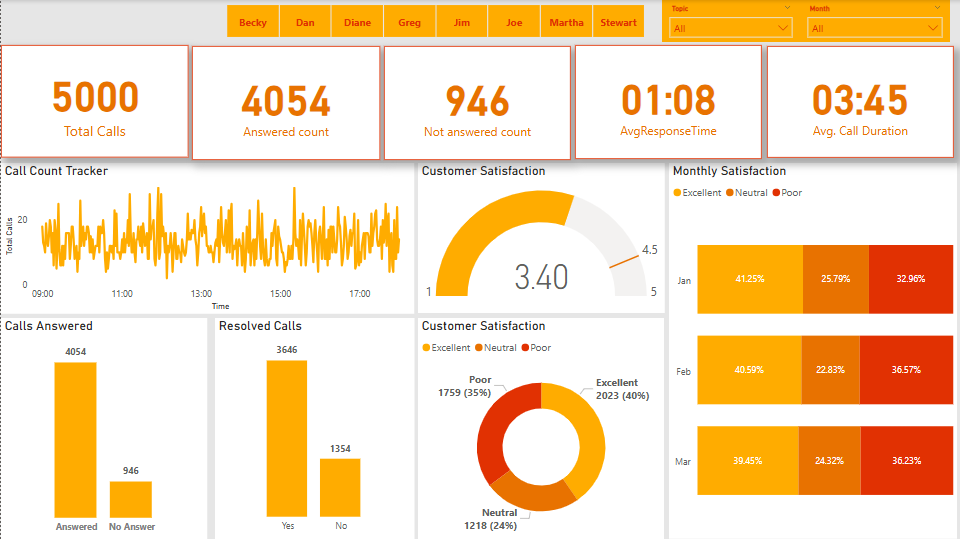 Becky Dan Diane Greg Jim Joe Martha Stewart
Topic
All
Month
All
5000
Total Calls
4054
Answered count
946
Not answered count
01:08
AvgResponseTime
03:45
Avg. Call Duration
Call Count Tracker
Total Calls
20
0
09:00 11:00 13:00 15:00 17:00
Time
Customer Satisfaction
3.40
1
4.5
5
Monthly Satisfaction
Excellent Neutral Poor
Jan 41.25% 25.79% 32.96%
Feb 40.59% 22.83% 36.57%
Mar 39.45% 24.32% 36.23%
Calls Answered
4054
946
Answered No Answer
Resolved Calls
3646
1354
Yes No
Customer Satisfaction
Excellent Neutral Poor
Poor
1759 (35%)
Excellent
2023 (40%)
Neutral
1218 (24%)